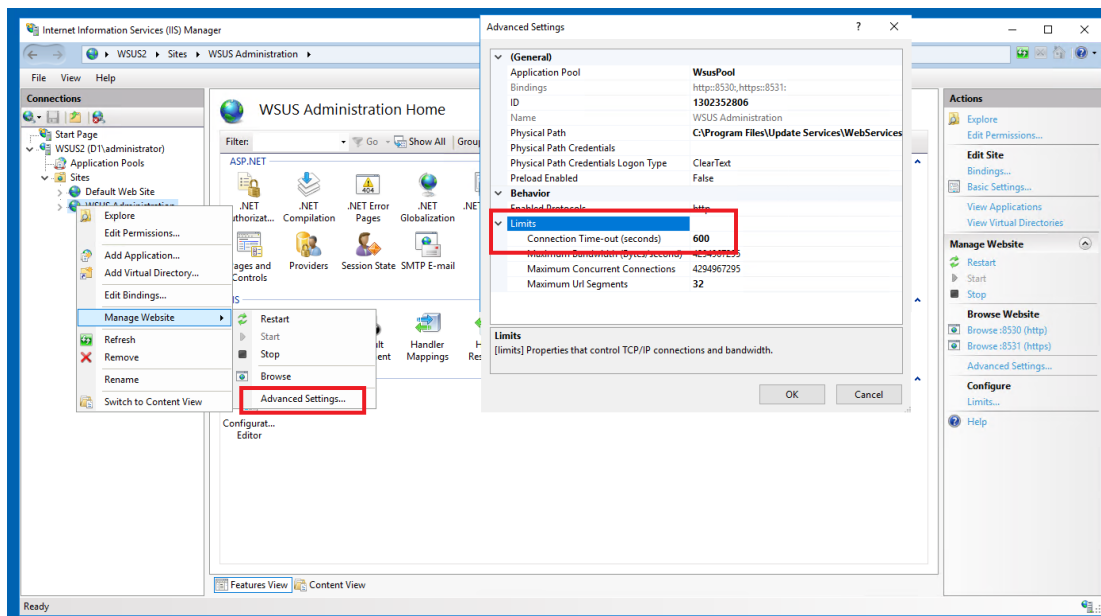 Internet Information Services (IIS) Manager
WSUS2 Sites WSUS Administration
File View Help
Connections
Start Page
WSUS2 (D1\administrator)
Application Pools
Sites
Default Web Site
WSUS Administration
Explore
Edit Permissions...
Add Application...
Add Virtual Directory...
Edit Bindings...
Manage Website
Refresh
Remove
Rename
Switch to Content View
Restart
Start
Stop
Browse
Advanced Settings...
WSUS Administration Home
Filter: Go Show All Group
ASP.NET
.NET
Compilation
.NET Error
Pages
.NET
Globalization
Providers
Session State
SMTP E-mail
Controls
Handler
Mappings
Configurat...
Editor
Features View Content View
Ready
Advanced Settings ?
(General)
Application Pool WsusPool
Bindings http::8530:,https::8531:
ID 1302352806
Name WSUS Administration
Physical Path C:\Program Files\Update Services\WebServices
Physical Path Credentials
Physical Path Credentials Logon Type ClearText
Preload Enabled False
Behavior
Enabled Protocols http
Limits
Connection Time-out (seconds) 600
Maximum Bandwidth (Bytes/second) 4294967295
Maximum Concurrent Connections 4294967295
Maximum Url Segments 32
Limits
[limits] Properties that control TCP/IP connections and bandwidth.
OK Cancel
Actions
Explore
Edit Permissions...
Edit Site
Bindings...
Basic Settings...
View Applications
View Virtual Directories
Manage Website
Restart
Start
Stop
Browse Website
Browse :8530 (http)
Browse :8531 (https)
Advanced Settings...
Configure
Limits...
Help